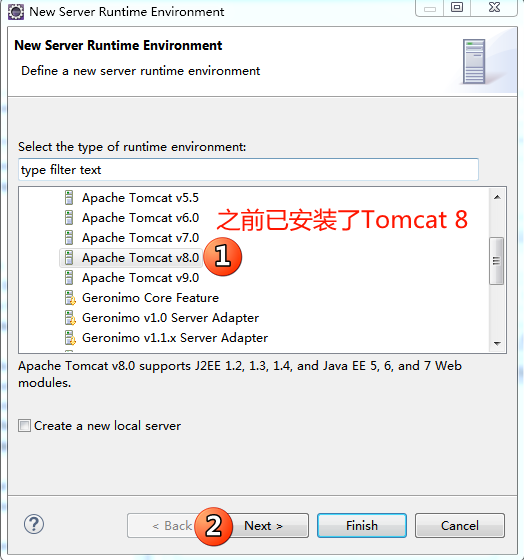 New Server Runtime Environment
New Server Runtime Environment
Define a new server runtime environment
Select the type of runtime environment:
type filter text
Apache Tomcat v5.5
Apache Tomcat v6.0
之前已安装了Tomcat 8
Apache Tomcat v7.0
Apache Tomcat v8.0
1
Apache Tomcat v9.0
Geronimo Core Feature
Geronimo v1.0 Server Adapter
Geronimo v1.1.x Server Adapter
Apache Tomcat v8.0 supports J2EE 1.2, 1.3, 1.4, and Java EE 5, 6, and 7 Web
modules.
Create a new local server
?
< Back
2
Next >
Finish
Cancel